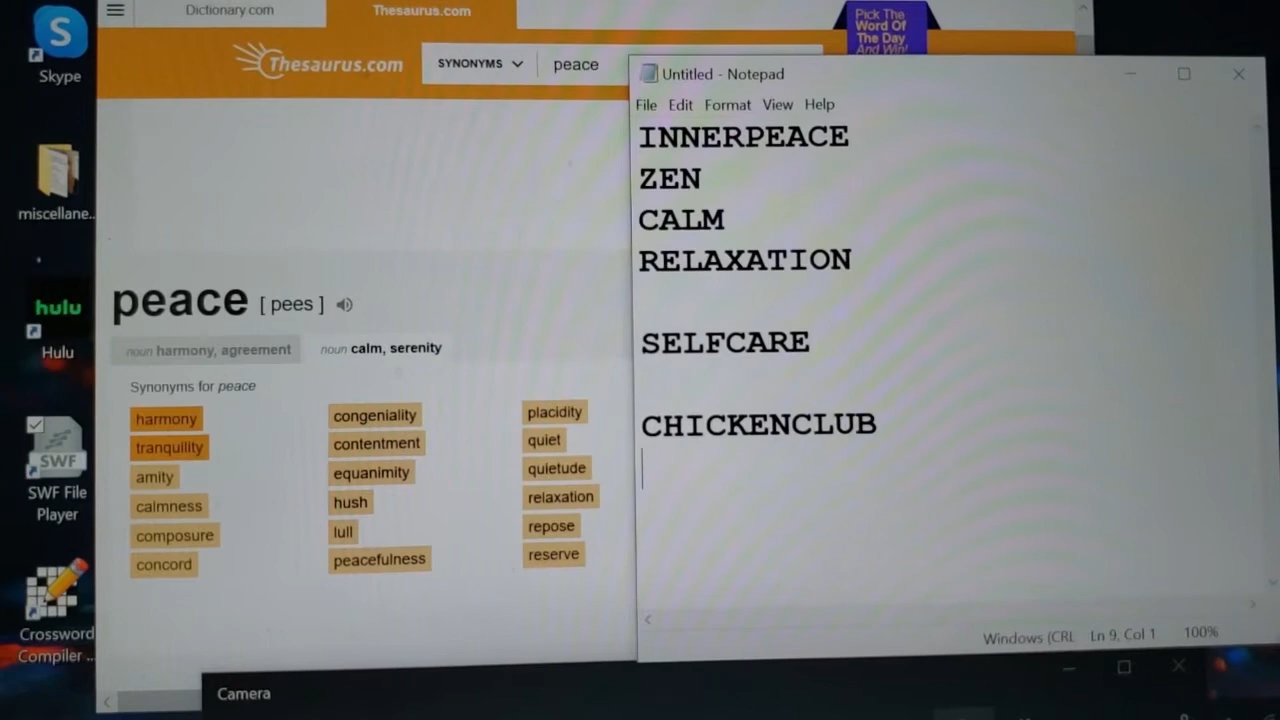 Dictionary.com
Thesaurus.com
Pick The
Word Of
The Day
And Win!
Skype
Thesaurus.com
SYNONYMS
peace
Untitled - Notepad
File Edit Format View Help
INNERPEACE
ZEN
CALM
RELAXATION
SELFCARE
CHICKENCLUB
miscellane...
hulu
Hulu
peace [ pees ]
noun harmony, agreement
noun calm, serenity
Synonyms for peace
harmony
tranquility
amity
calmness
composure
concord
congeniality
contentment
equanimity
hush
lull
peacefulness
placidity
quiet
quietude
relaxation
repose
reserve
SWF
SWF File
Player
Crossword
Compiler ...
Windows (CRL
Ln 9, Col 1
100%
Camera